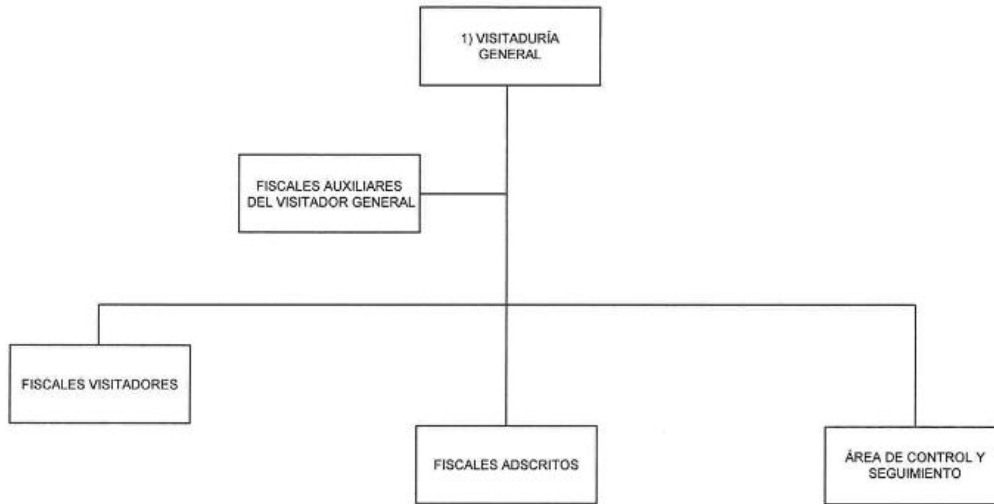 1) VISITADURÍA
GENERAL
FISCALES AUXILIARES
DEL VISITADOR GENERAL
FISCALES VISITADORES
FISCALES ADSCRITOS
ÁREA DE CONTROL Y
SEGUIMIENTO